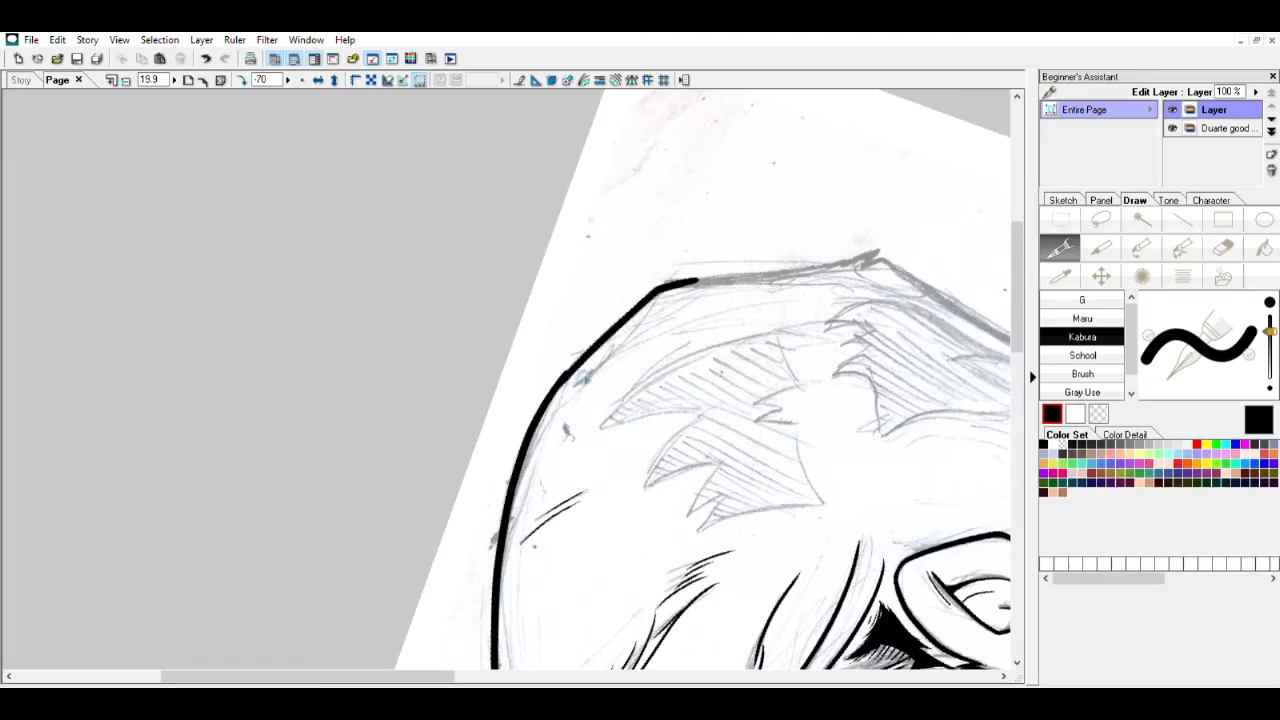 File Edit Story View Selection Layer Ruler Filter Window Help
Story Page 19.9 -70
Beginner's Assistant
Edit Layer : Layer 100 %
Entire Page Layer
Duarte good ...
Sketch Panel Draw Tone Character
G
Maru
Kabura
School
Brush
Gray Use
Color Set Color Detail